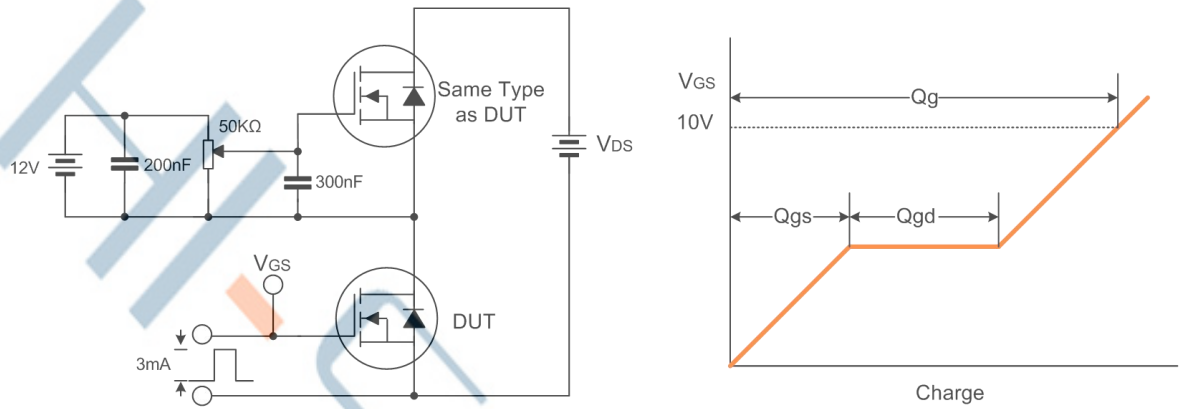 Same Type
as DUT
50KΩ
12V
200nF
300nF
VDS
VGS
DUT
3mA
VGS
10V
Qg
Qgs
Qgd
Charge